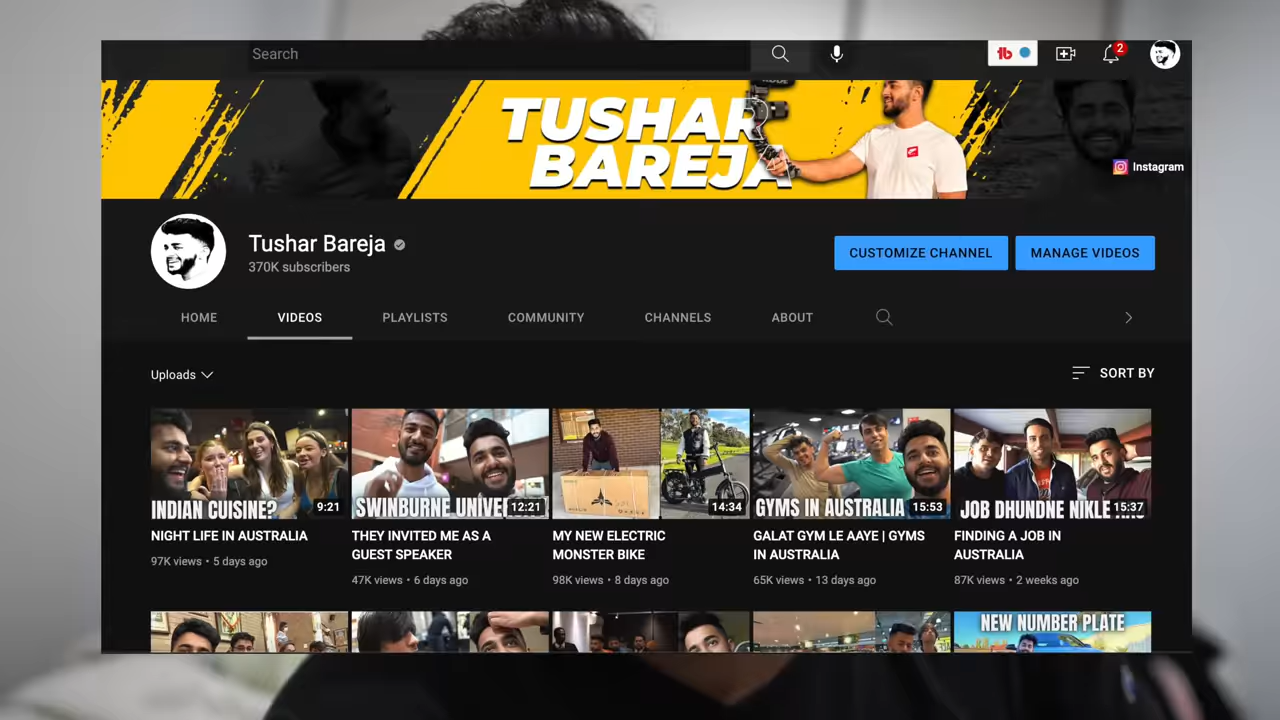 Search
2
TUSHAR
BAREJA
Instagram
Tushar Bareja
370K subscribers
CUSTOMIZE CHANNEL
MANAGE VIDEOS
HOME
VIDEOS
PLAYLISTS
COMMUNITY
CHANNELS
ABOUT
Uploads
SORT BY
INDIAN CUISINE?
9:21
NIGHT LIFE IN AUSTRALIA
97K views • 5 days ago
SWINBURNE
12:21
THEY INVITED ME AS A
GUEST SPEAKER
47K views • 6 days ago
14:34
MY NEW ELECTRIC
MONSTER BIKE
98K views • 8 days ago
GYMS IN AUSTRALIA
15:53
GALAT GYM LE AAYE | GYMS
IN AUSTRALIA
65K views • 13 days ago
JOB DHUNDNE NIKLE
15:37
FINDING A JOB IN
AUSTRALIA
87K views • 2 weeks ago
NEW NUMBER PLATE